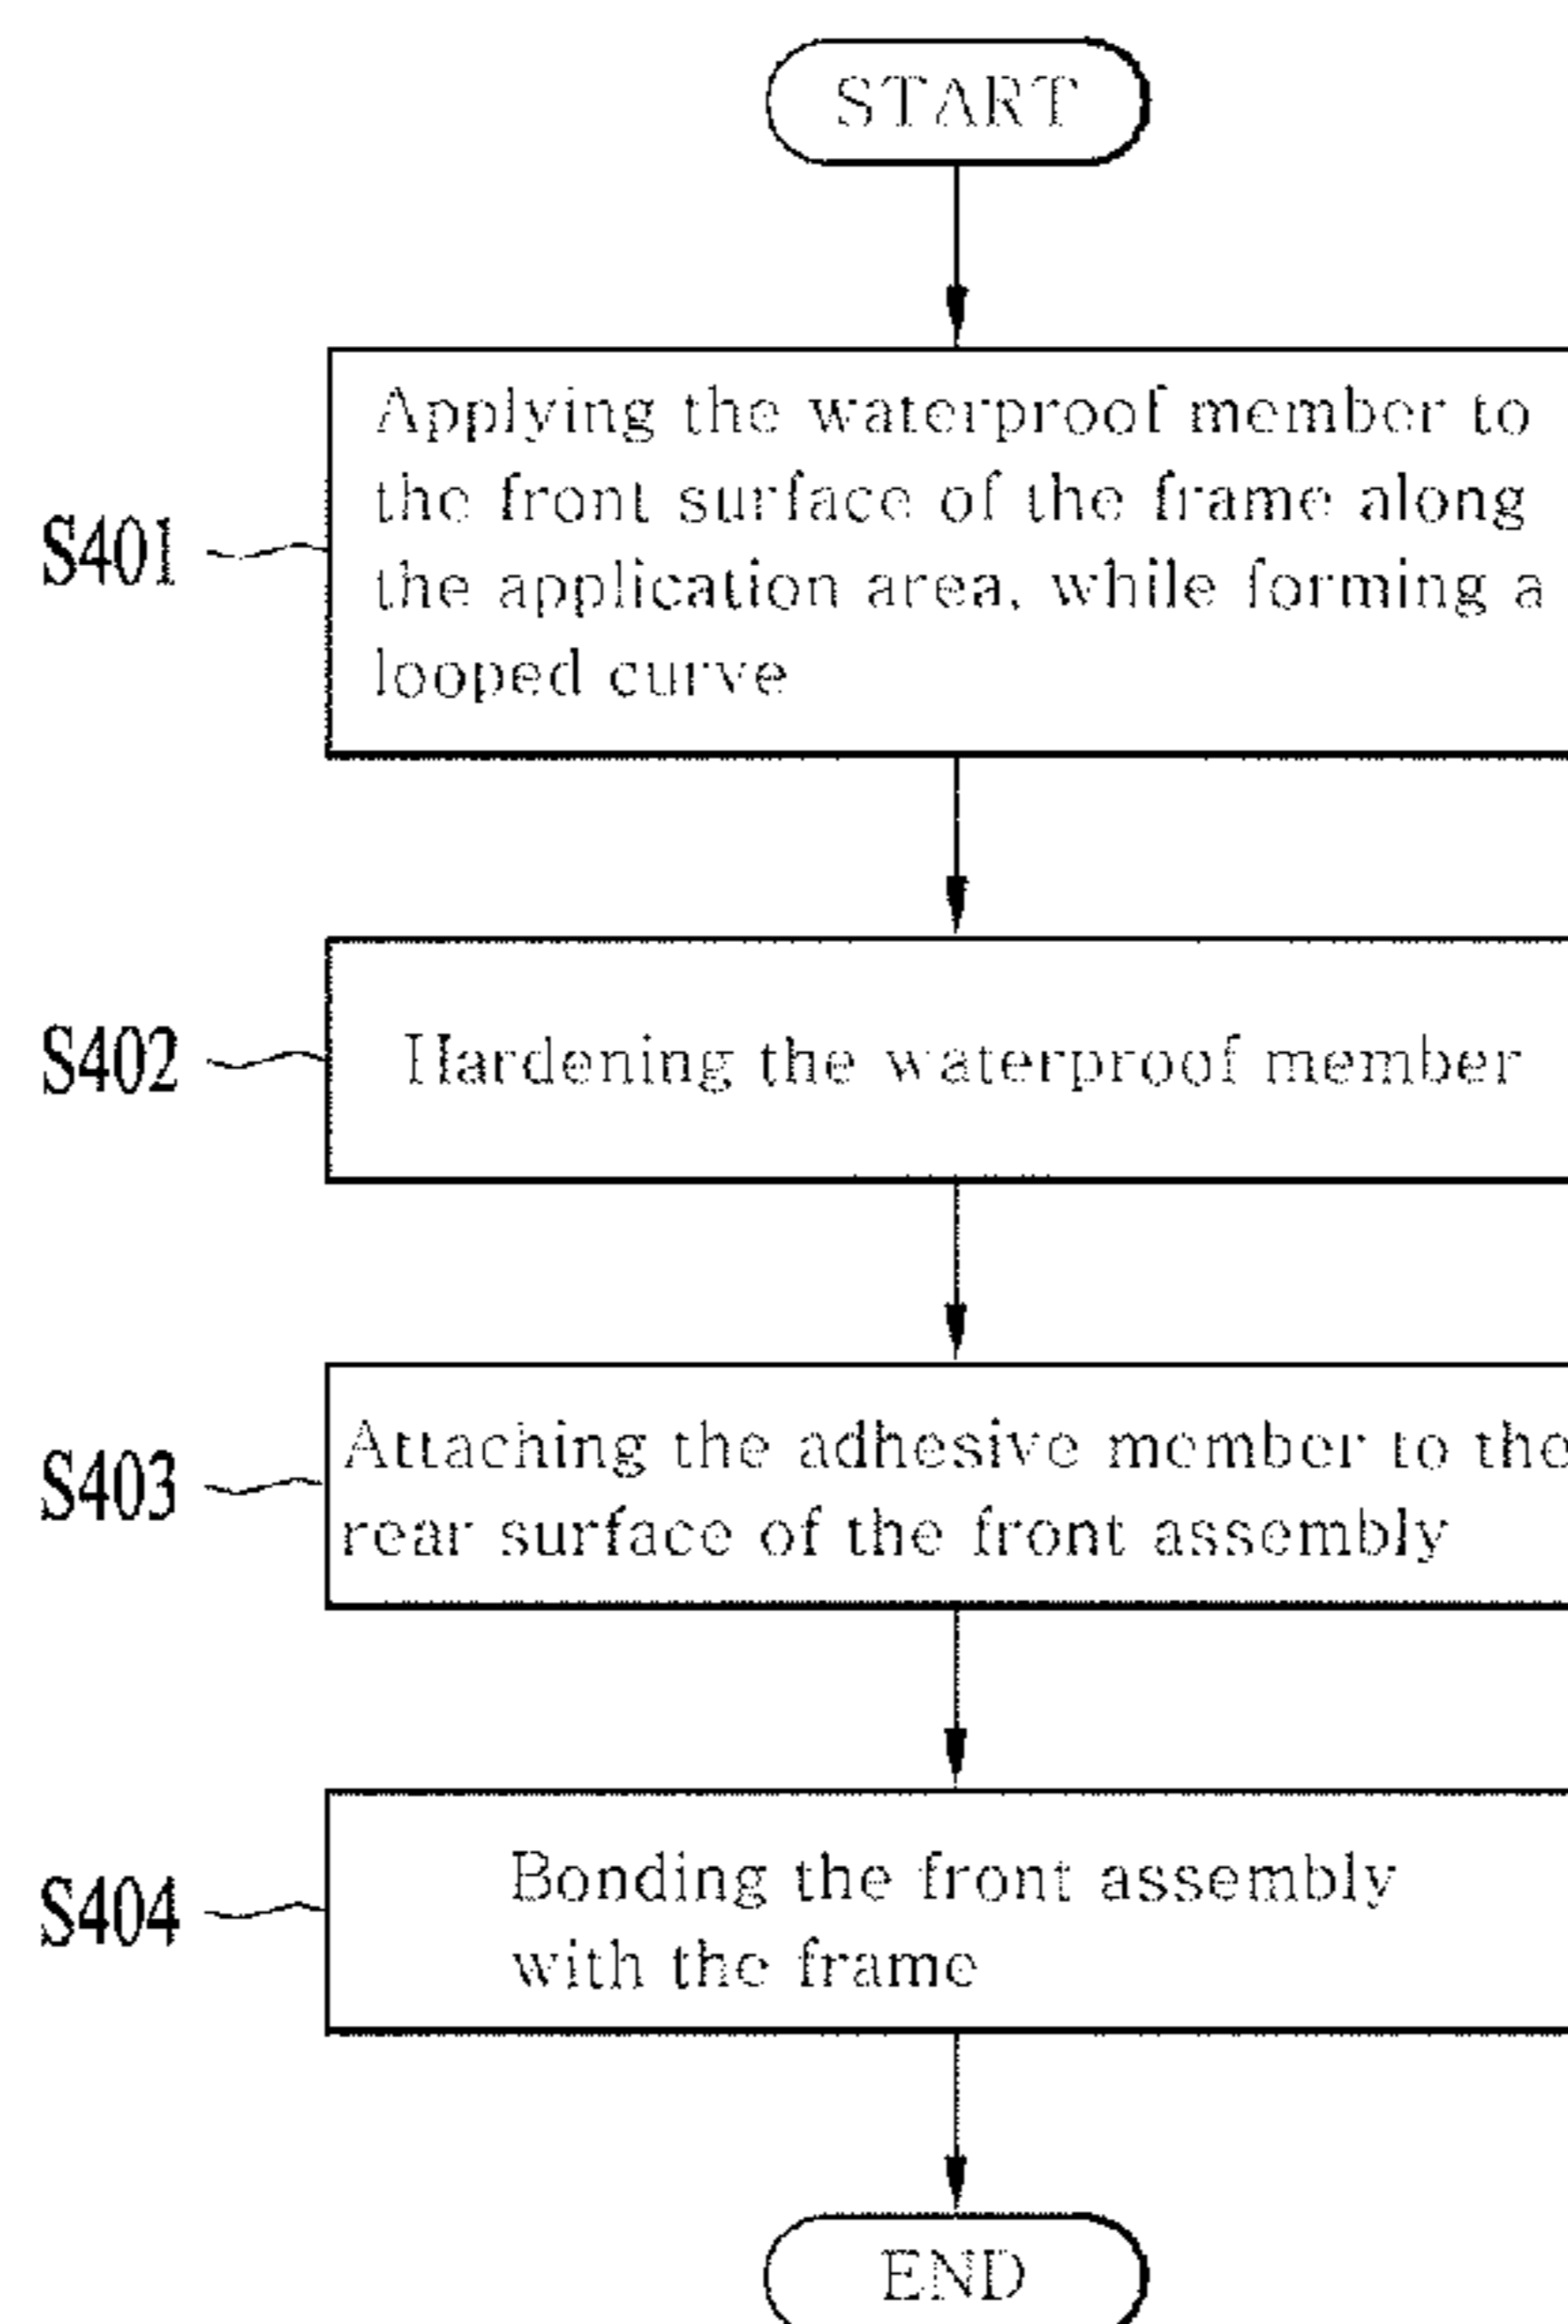 START
Applying the waterproof member to
the front surface of the frame along
the application area, while forming a
looped curve
S401
Hardening the waterproof member
S402
Attaching the adhesive member to the
rear surface of the front assembly
S403
Bonding the front assembly
with the frame
S404
END